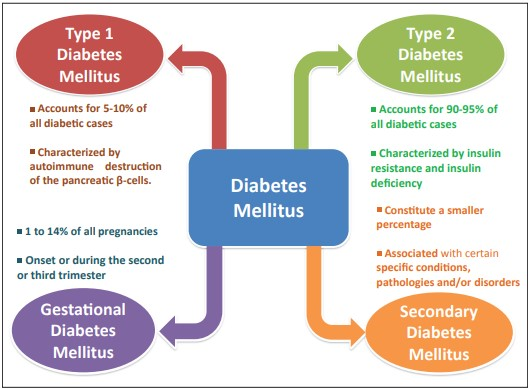 Type 1
Diabetes
Mellitus
Type 2
Diabetes
Mellitus
▪ Accounts for 5-10% of
all diabetic cases
▪ Characterized by
autoimmune destruction
of the pancreatic β-cells.
▪ Accounts for 90-95% of
all diabetic cases
▪ Characterized by insulin
resistance and insulin
deficiency
Diabetes
Mellitus
▪ 1 to 14% of all pregnancies
▪ Onset or during the second
or third trimester
▪ Constitute a smaller
percentage
▪ Associated with certain
specific conditions,
pathologies and/or disorders
Gestational
Diabetes
Mellitus
Secondary
Diabetes
Mellitus